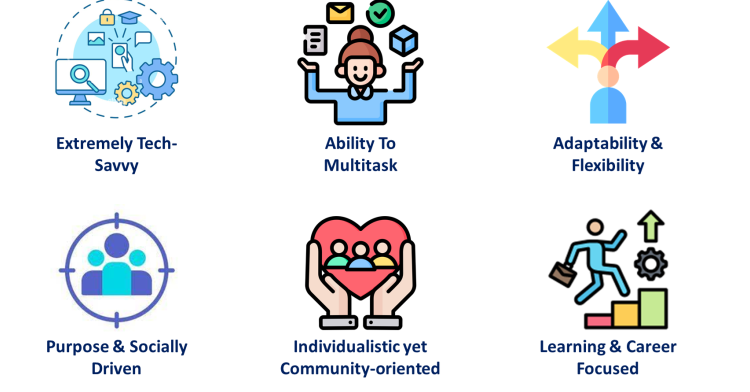 Extremely Tech-
Savvy
Ability To
Multitask
Adaptability &
Flexibility
Purpose & Socially
Driven
Individualistic yet
Community-oriented
Learning & Career
Focused